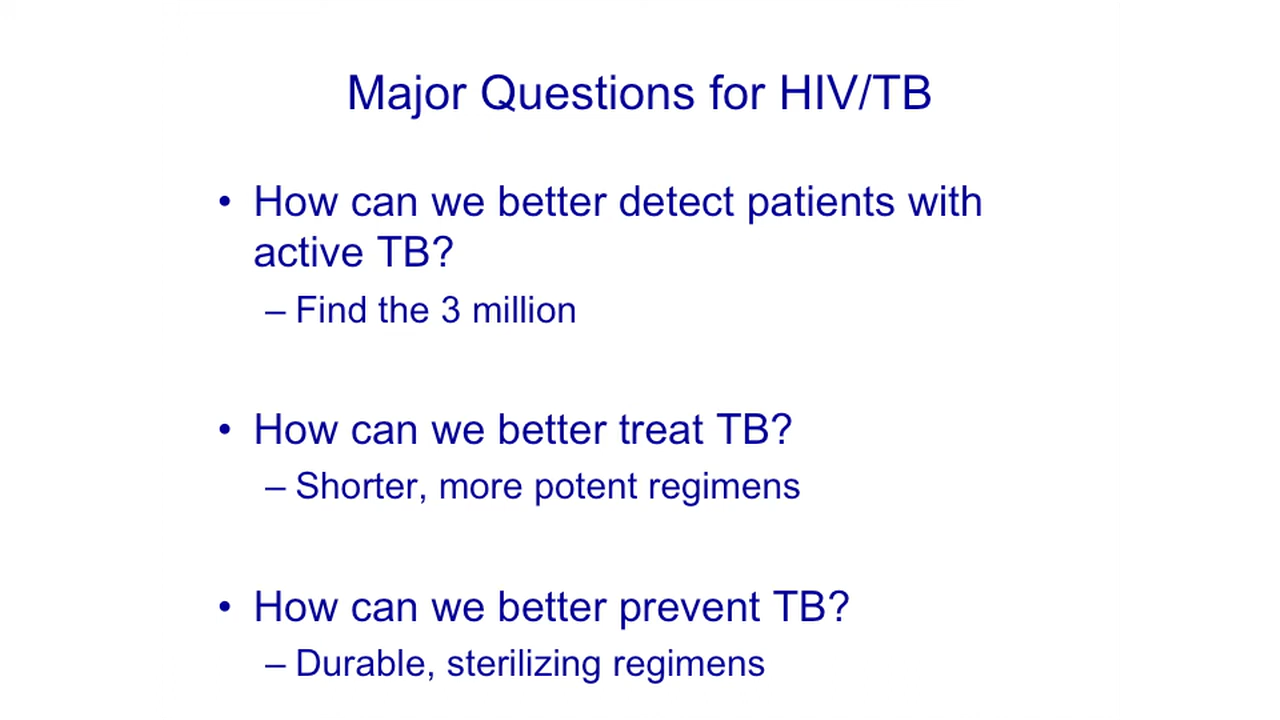 Major Questions for HIV/TB
• How can we better detect patients with
active TB?
– Find the 3 million
• How can we better treat TB?
– Shorter, more potent regimens
• How can we better prevent TB?
– Durable, sterilizing regimens